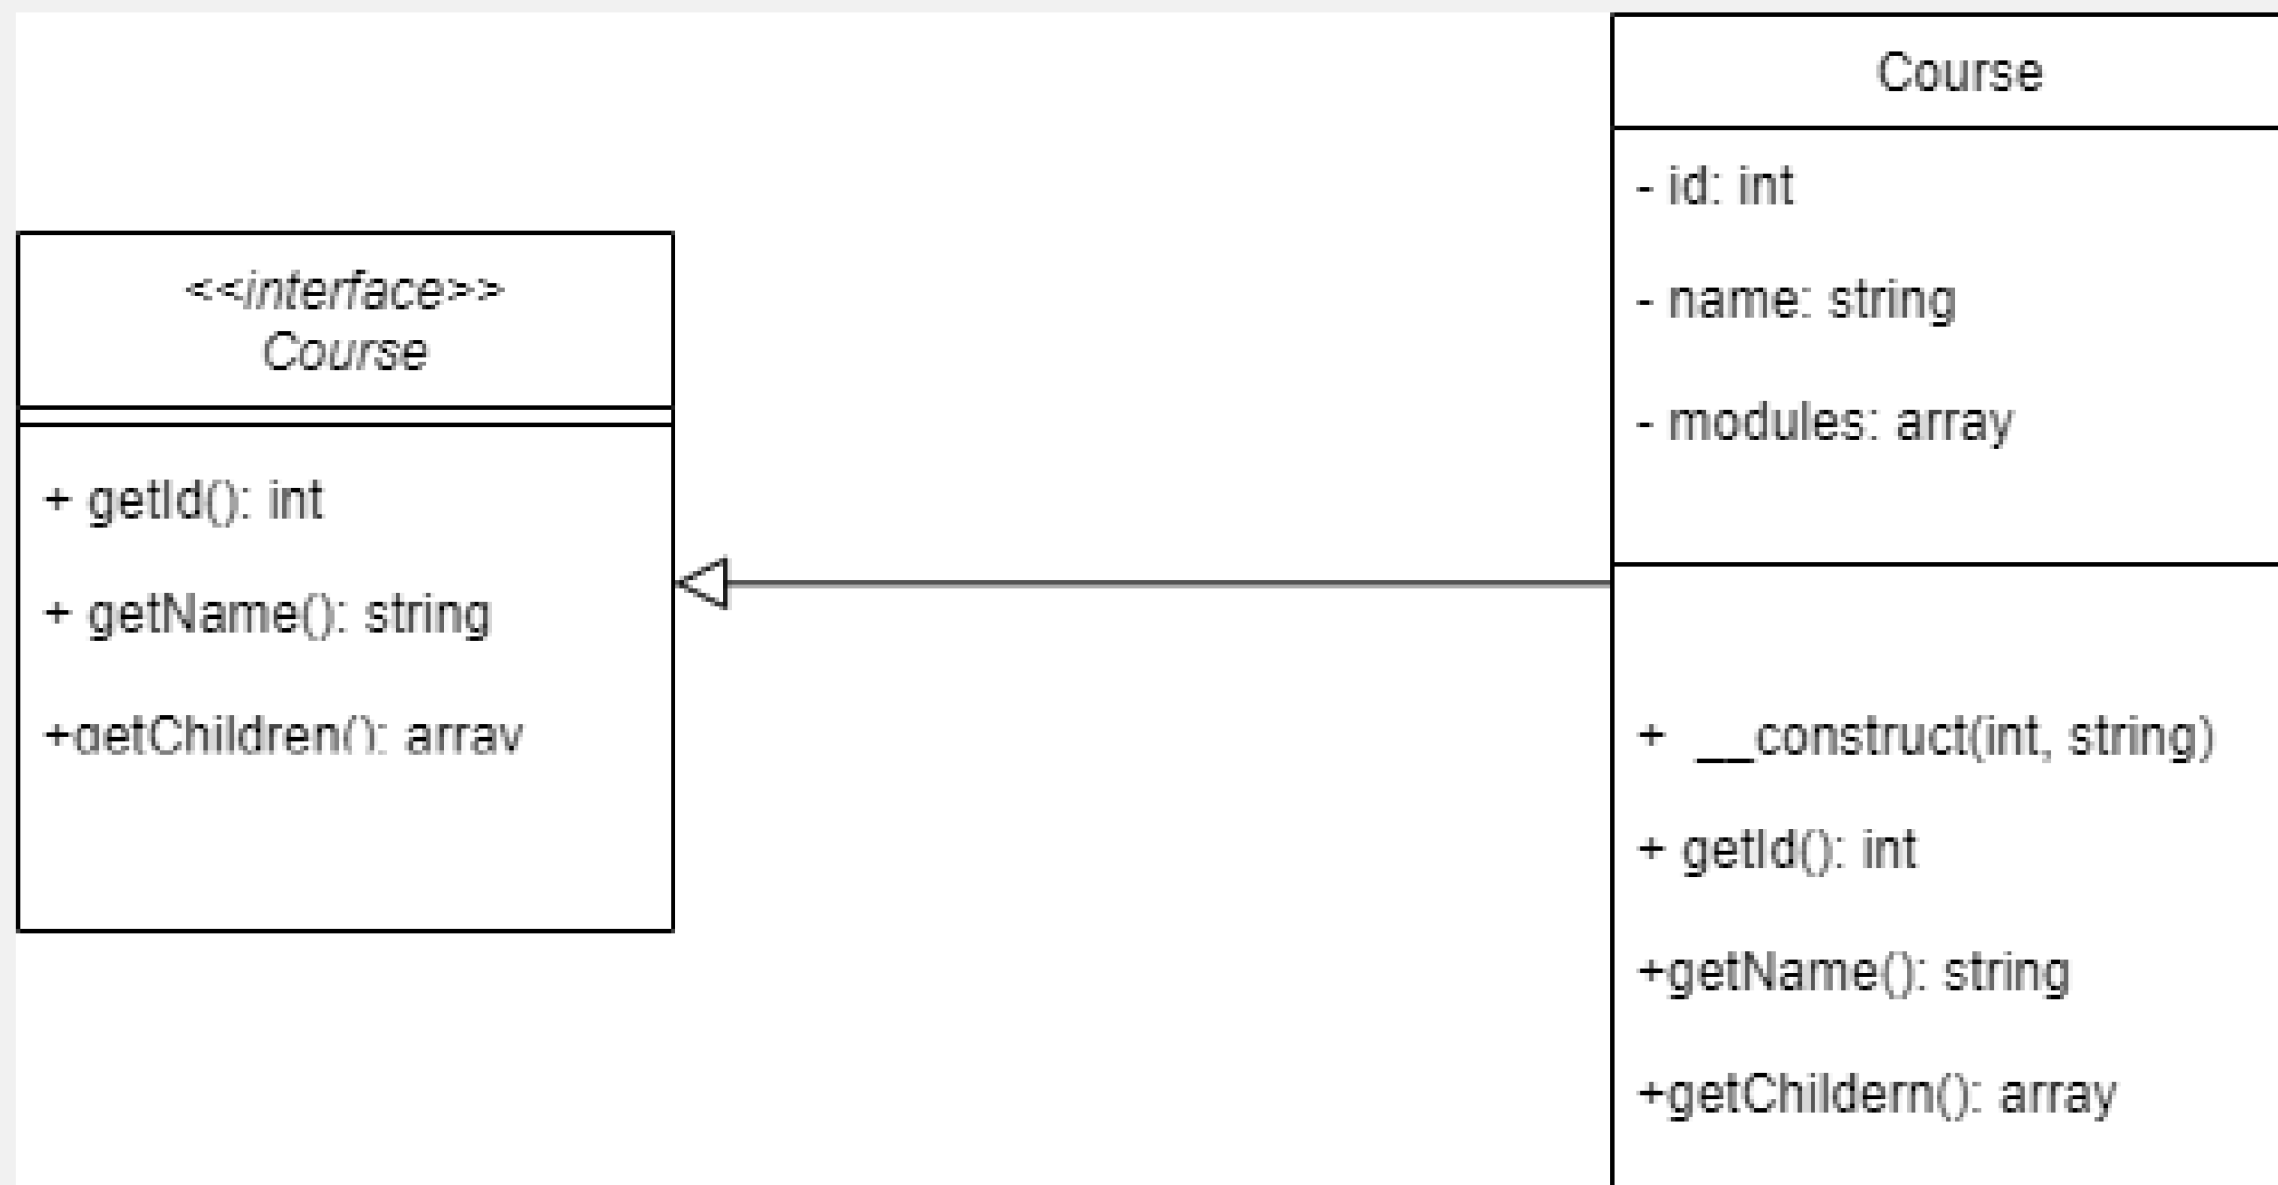 <<interface>>
Course
+ getId(): int
+ getName(): string
+getChildren(): array
Course
- id: int
- name: string
- modules: array
+ __construct(int, string)
+ getId(): int
+getName(): string
+getChildern(): array